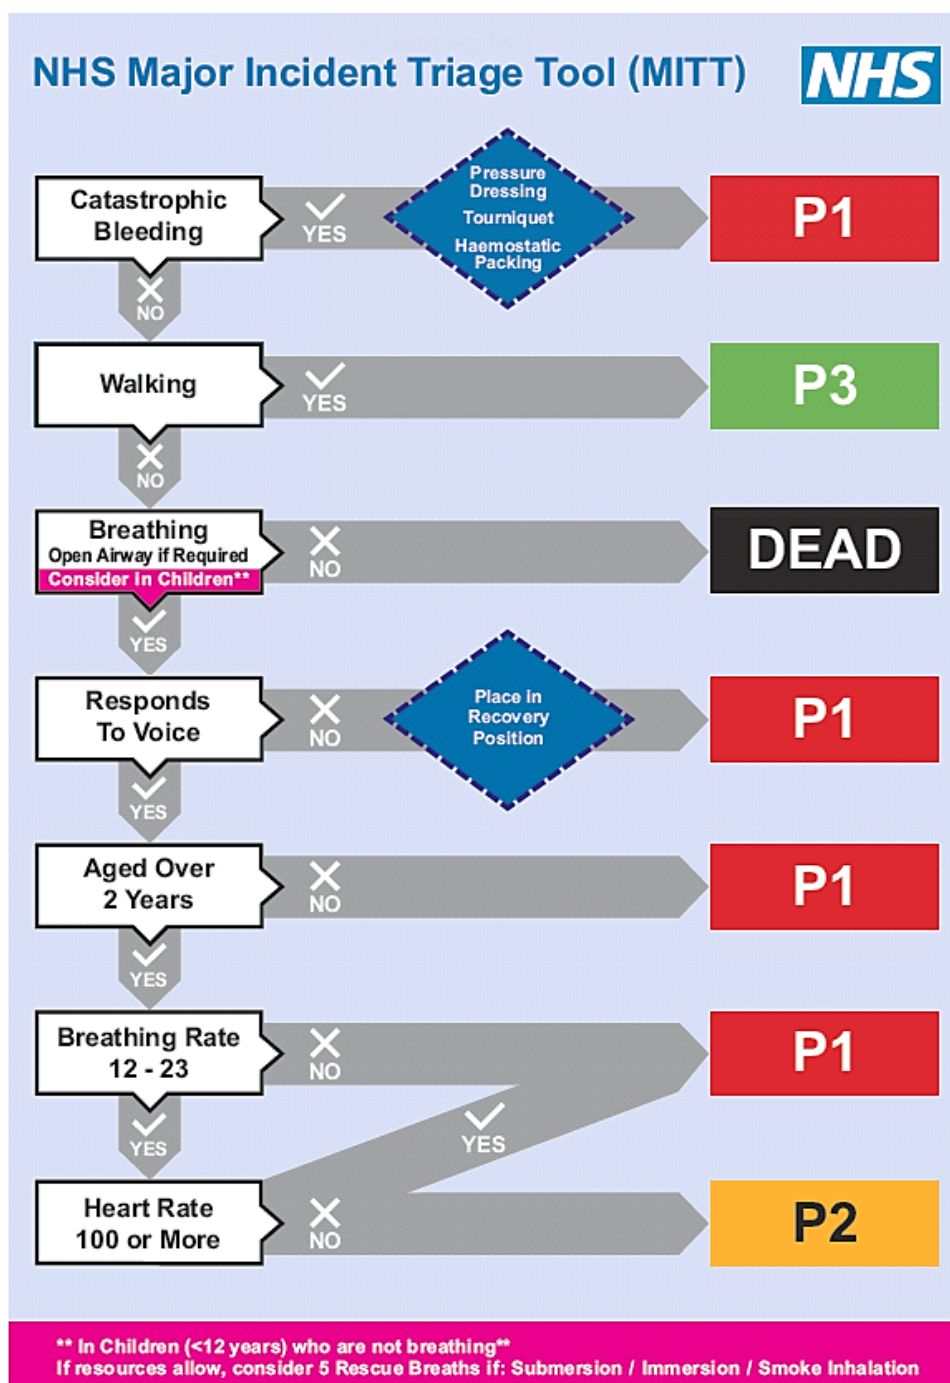 NHS Major Incident Triage Tool (MITT)
NHS
Catastrophic
Bleeding
YES
Pressure
Dressing
Tourniquet
Haemostatic
Packing
P1
NO
Walking
YES
P3
NO
Breathing
Open Airway if Required
Consider in Children**
NO
DEAD
YES
Responds
To Voice
NO
Place in
Recovery
Position
P1
YES
Aged Over
2 Years
NO
P1
YES
Breathing Rate
12 - 23
NO
P1
YES
YES
Heart Rate
100 or More
NO
P2
** In Children (<12 years) who are not breathing**
If resources allow, consider 5 Rescue Breaths if: Submersion / Immersion / Smoke Inhalation